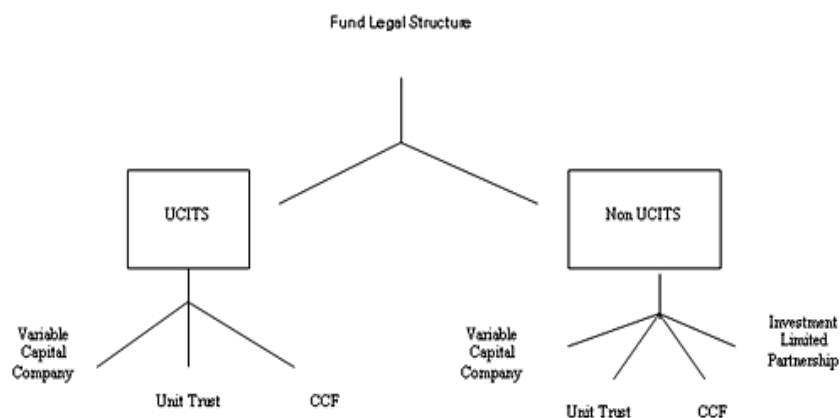 Fund Legal Structure
UCITS
Non UCITS
Variable
Capital
Company
Unit Trust
CCF
Variable
Capital
Company
Unit Trust
CCF
Investment
Limited
Partnership